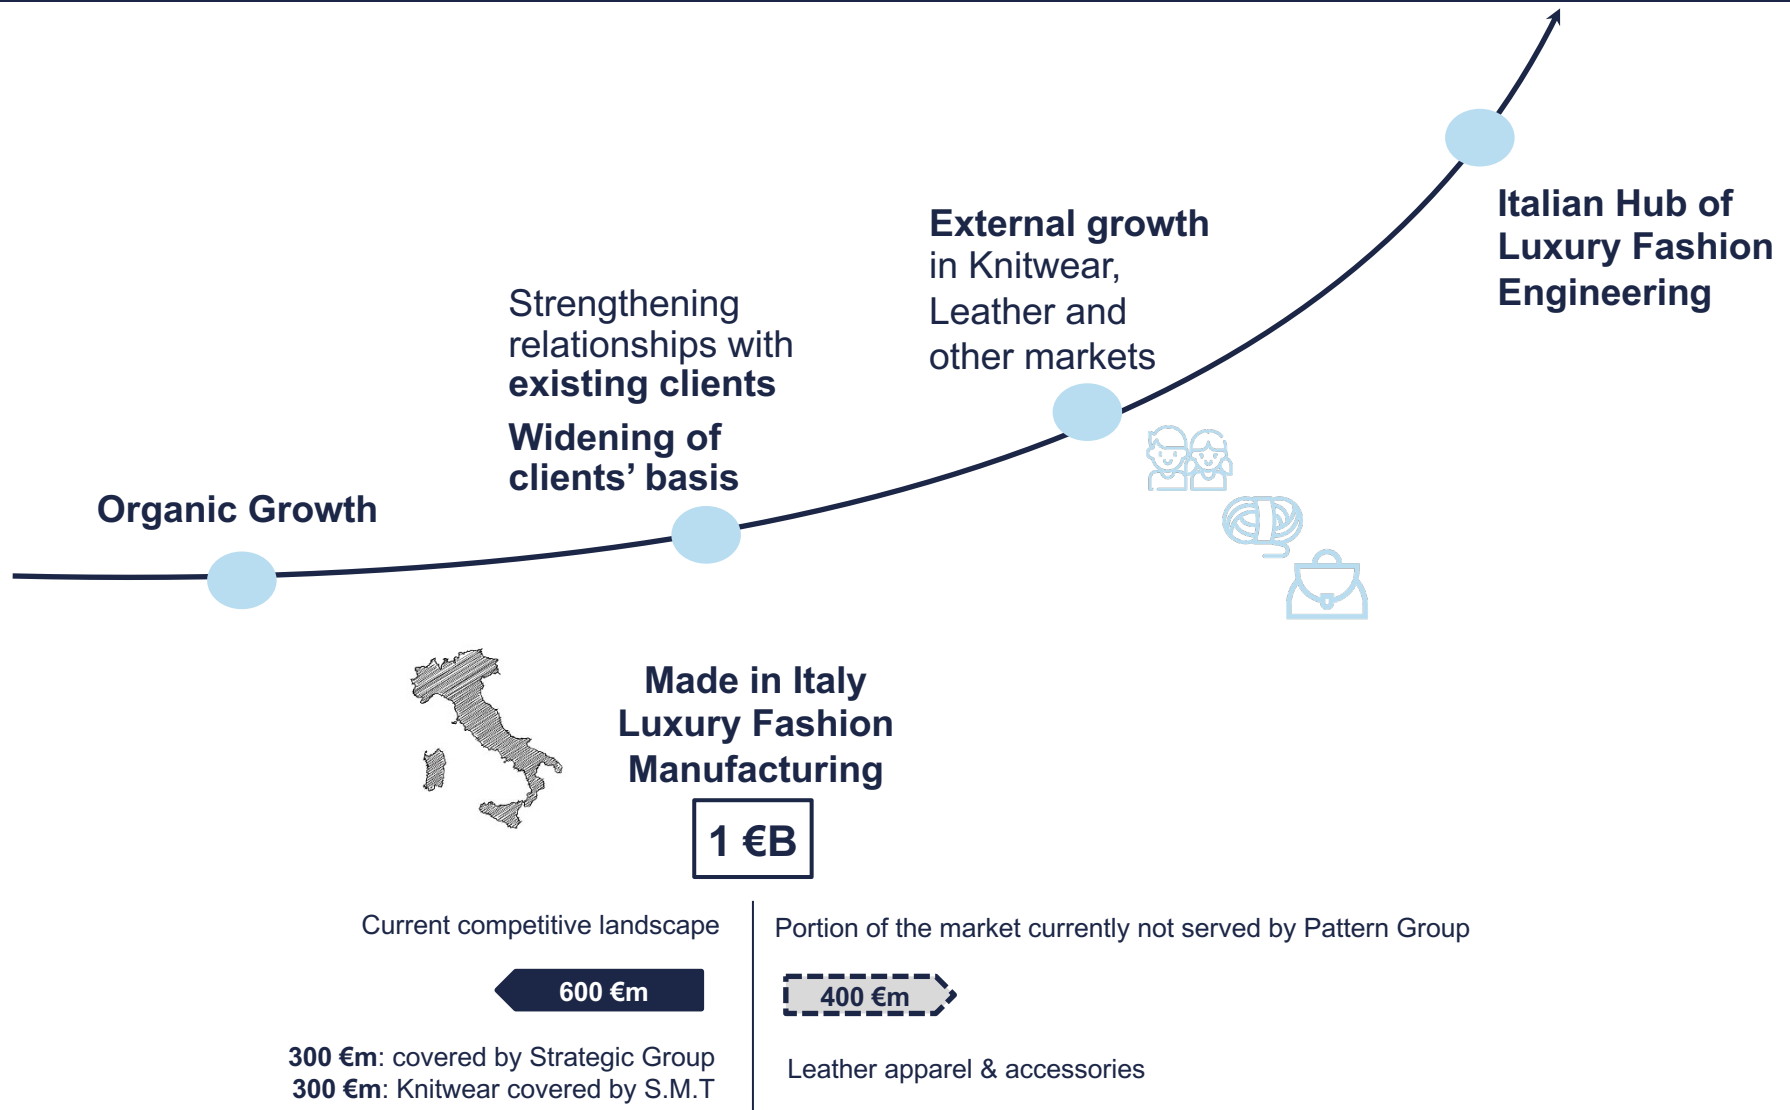 Organic Growth
Strengthening
relationships with
existing clients
Widening of
clients’ basis
External growth
in Knitwear,
Leather and
other markets
Italian Hub of
Luxury Fashion
Engineering
Made in Italy
Luxury Fashion
Manufacturing
1 €B
Current competitive landscape
600 €m
300 €m: covered by Strategic Group
300 €m: Knitwear covered by S.M.T
Portion of the market currently not served by Pattern Group
400 €m
Leather apparel & accessories